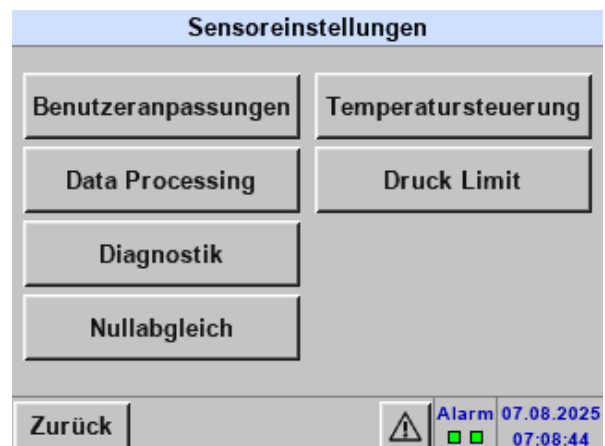 Sensoreinstellungen
Benutzeranpassungen
Temperatursteuerung
Data Processing
Druck Limit
Diagnostik
Nullabgleich
Zurück
Alarm
07.08.2025
07:08:44